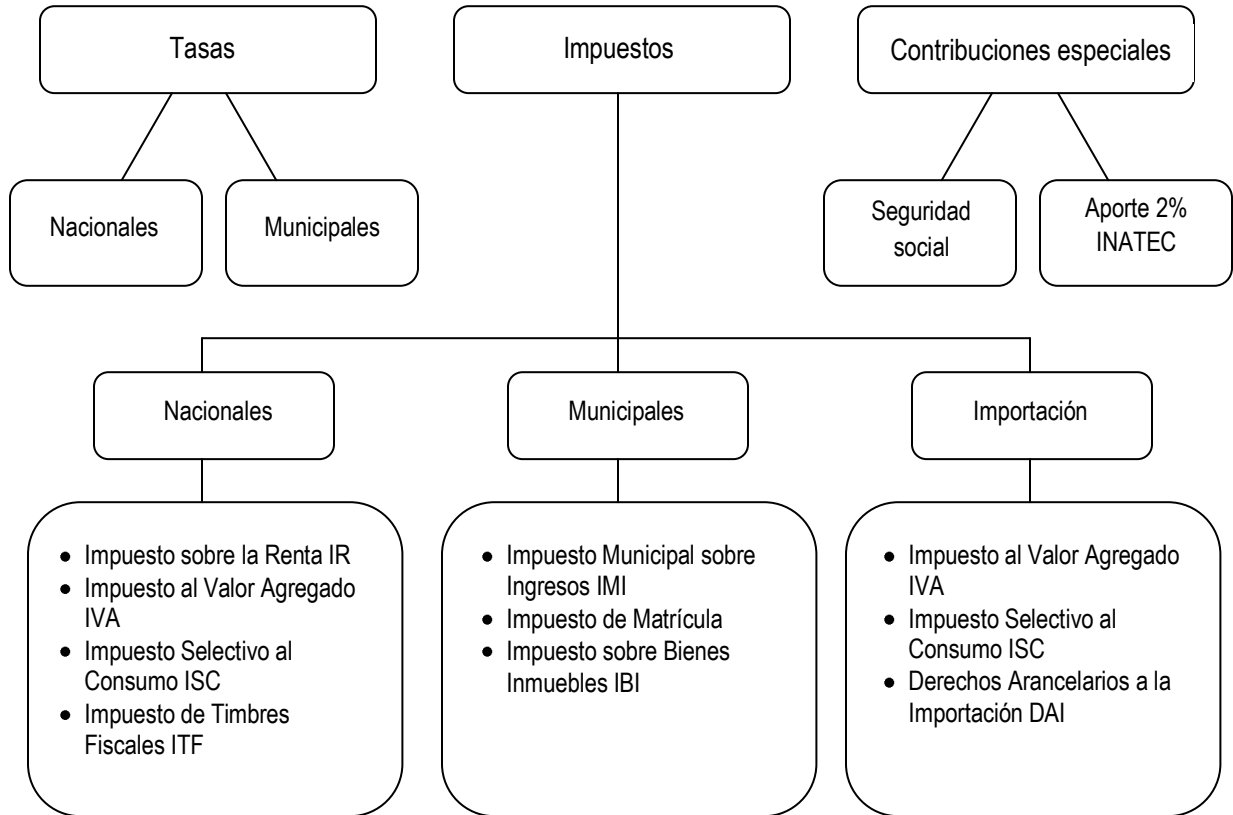 Tasas
Impuestos
Contribuciones especiales
Nacionales
Municipales
Seguridad
social
Aporte 2%
INATEC
Nacionales
Municipales
Importación
• Impuesto sobre la Renta IR
• Impuesto al Valor Agregado
IVA
• Impuesto Selectivo al
Consumo ISC
• Impuesto de Timbres
Fiscales ITF
• Impuesto Municipal sobre
Ingresos IMI
• Impuesto de Matrícula
• Impuesto sobre Bienes
Inmuebles IBI
• Impuesto al Valor Agregado
IVA
• Impuesto Selectivo al
Consumo ISC
• Derechos Arancelarios a la
Importación DAI